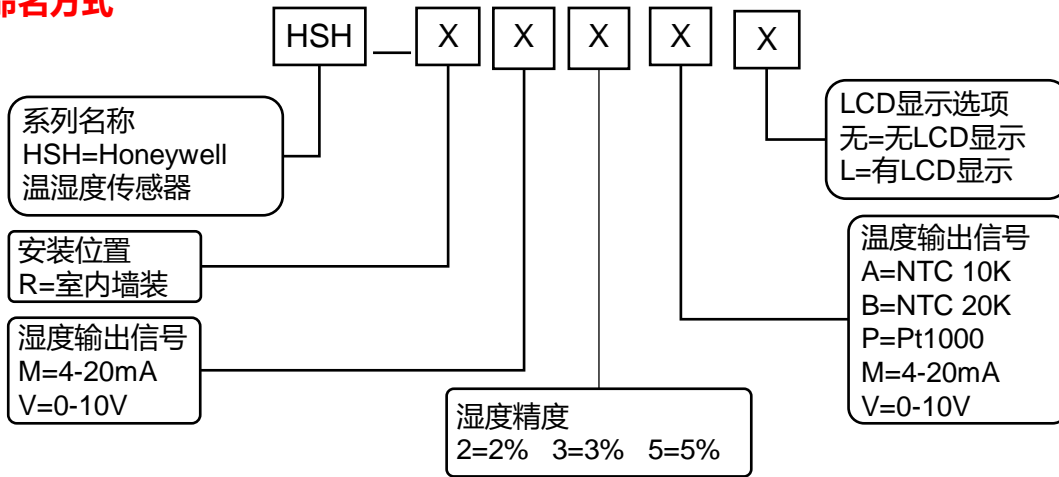 命名方式
HSH — X X X X X
系列名称
HSH=Honeywell
温湿度传感器
LCD显示选项
无=无LCD显示
L=有LCD显示
安装位置
R=室内墙装
温度输出信号
A=NTC 10K
B=NTC 20K
P=Pt1000
M=4-20mA
V=0-10V
湿度输出信号
M=4-20mA
V=0-10V
湿度精度
2=2% 3=3% 5=5%